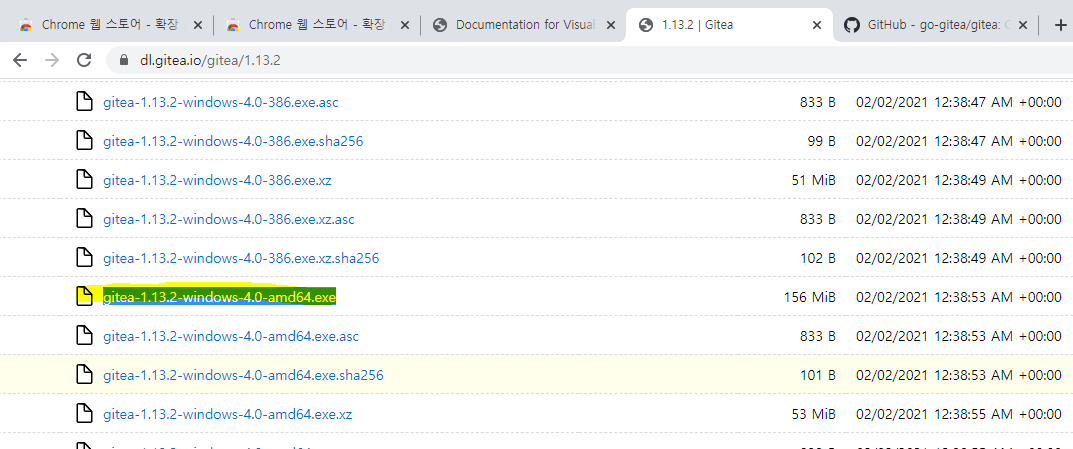 Chrome 웹 스토어 - 확장
Chrome 웹 스토어 - 확장
Documentation for Visual
1.13.2 | Gitea
GitHub - go-gitea/gitea:
dl.gitea.io/gitea/1.13.2
gitea-1.13.2-windows-4.0-386.exe.asc 833 B 02/02/2021 12:38:47 AM +00:00
gitea-1.13.2-windows-4.0-386.exe.sha256 99 B 02/02/2021 12:38:47 AM +00:00
gitea-1.13.2-windows-4.0-386.exe.xz 51 MiB 02/02/2021 12:38:49 AM +00:00
gitea-1.13.2-windows-4.0-386.exe.xz.asc 833 B 02/02/2021 12:38:49 AM +00:00
gitea-1.13.2-windows-4.0-386.exe.xz.sha256 102 B 02/02/2021 12:38:49 AM +00:00
gitea-1.13.2-windows-4.0-amd64.exe 156 MiB 02/02/2021 12:38:53 AM +00:00
gitea-1.13.2-windows-4.0-amd64.exe.asc 833 B 02/02/2021 12:38:53 AM +00:00
gitea-1.13.2-windows-4.0-amd64.exe.sha256 101 B 02/02/2021 12:38:53 AM +00:00
gitea-1.13.2-windows-4.0-amd64.exe.xz 53 MiB 02/02/2021 12:38:55 AM +00:00